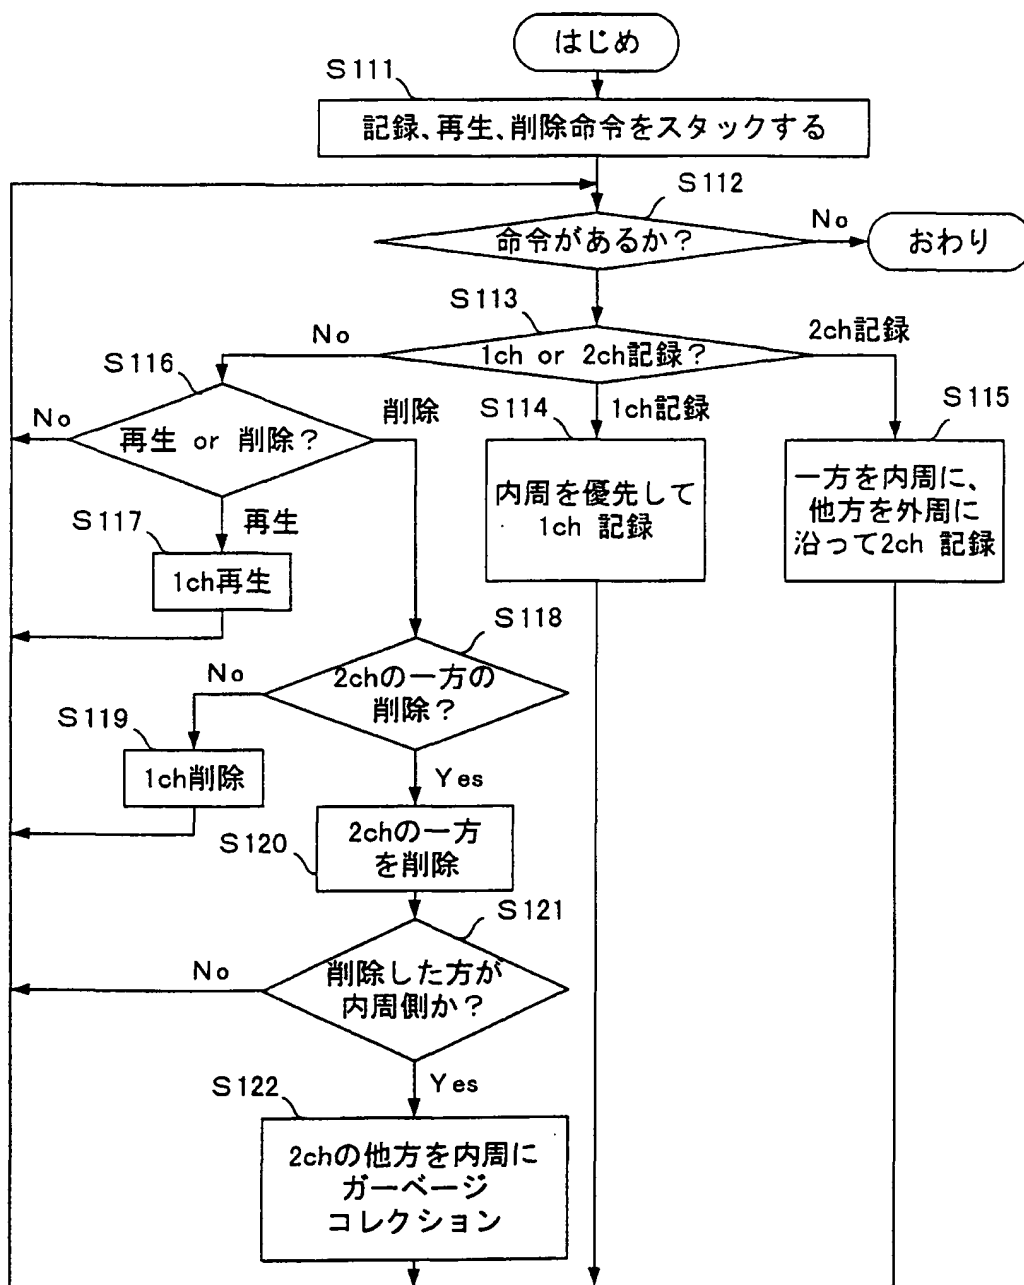 はじめ
S111
記録、再生、削除命令をスタックする
S112
命令があるか?
No
おわり
S113
No
1ch or 2ch記録?
2ch記録
S116
No
再生 or 削除?
削除
S114
1ch記録
S115
内周を優先して
1ch 記録
一方を内周に、
他方を外周に
沿って2ch 記録
S117
再生
1ch再生
S118
No
2chの一方の
削除?
S119
1ch削除
Yes
S120
2chの一方
を削除
S121
No
削除した方が
内周側か?
S122
Yes
2chの他方を内周に
ガーベージ
コレクション